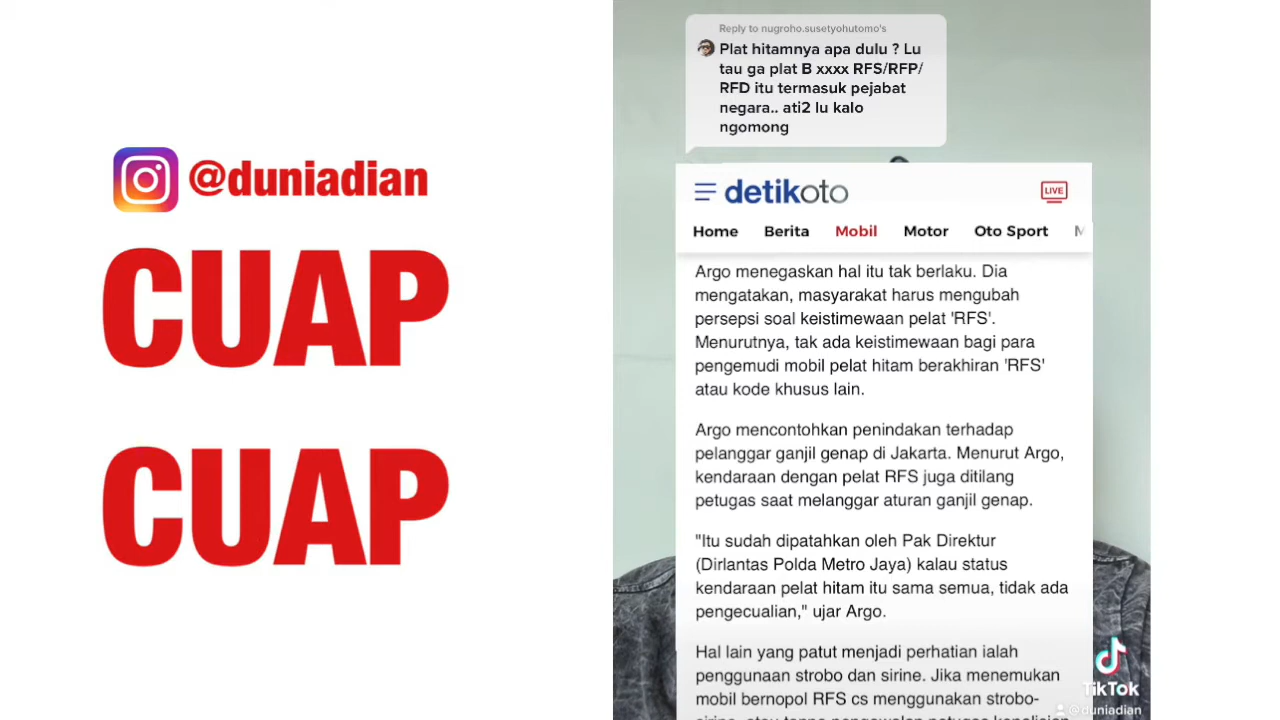 @duniadian
CUAP
CUAP
Reply to nugroho.susetyohutomo's
Plat hitamnya apa dulu ? Lu
tau ga plat B xxxx RFS/RFP/
RFD itu termasuk pejabat
negara.. ati2 lu kalo
ngomong
detikoto
LIVE
Home Berita Mobil Motor Oto Sport M
Argo menegaskan hal itu tak berlaku. Dia
mengatakan, masyarakat harus mengubah
persepsi soal keistimewaan pelat 'RFS'.
Menurutnya, tak ada keistimewaan bagi para
pengemudi mobil pelat hitam berakhiran 'RFS'
atau kode khusus lain.
Argo mencontohkan penindakan terhadap
pelanggar ganjil genap di Jakarta. Menurut Argo,
kendaraan dengan pelat RFS juga ditilang
petugas saat melanggar aturan ganjil genap.
"Itu sudah dipatahkan oleh Pak Direktur
(Dirlantas Polda Metro Jaya) kalau status
kendaraan pelat hitam itu sama semua, tidak ada
pengecualian," ujar Argo.
Hal lain yang patut menjadi perhatian ialah
penggunaan strobo dan sirine. Jika menemukan
mobil bernopol RFS cs menggunakan strobo-
TikTok
@duniadian